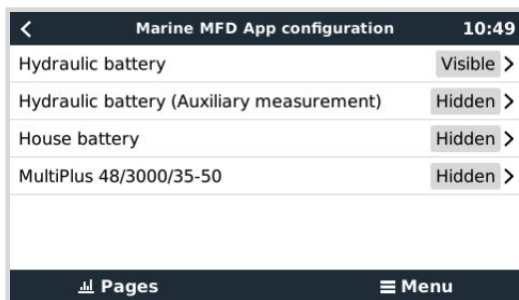 Marine MFD App configuration 10:49
Hydraulic battery Visible
Hydraulic battery (Auxiliary measurement) Hidden
House battery Hidden
MultiPlus 48/3000/35-50 Hidden
Pages Menu